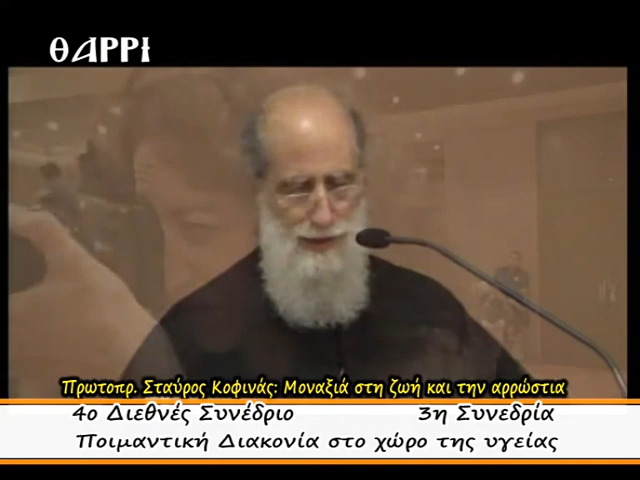 ΘΑΡΡΙ
Πρωτοπρ. Σταύρος Κοφινάς: Μοναξιά στη ζωή και την αρρώστια
4ο Διεθνές Συνέδριο 3η Συνεδρία
Ποιμαντική Διακονία στο χώρο της υγείας